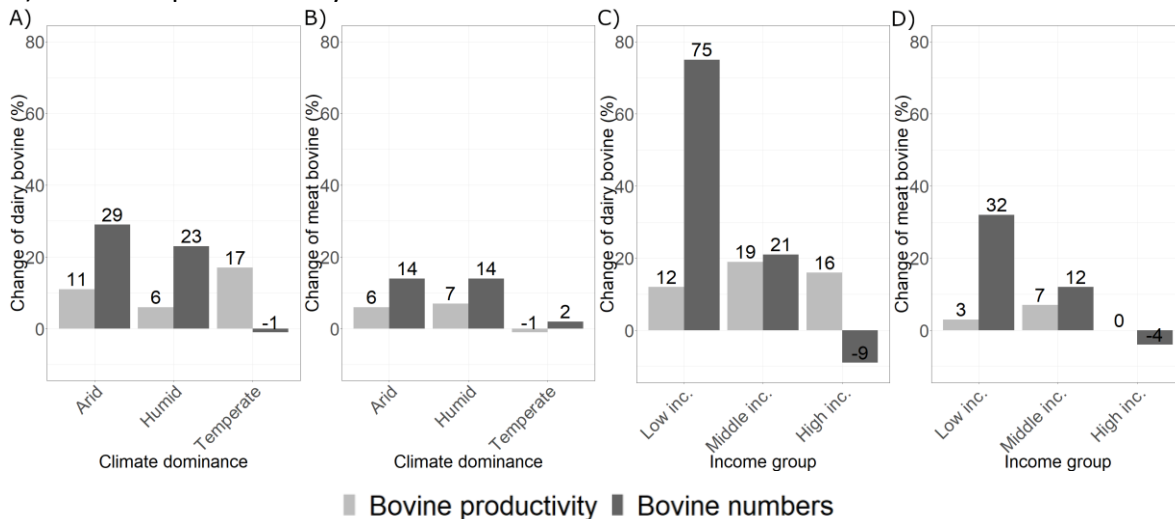 A)
Change of dairy bovine (%)
80
60
40
20
0
11
29
6
23
17
-1
Arid
Humid
Temperate
Climate dominance
B)
Change of meat bovine (%)
80
60
40
20
0
6
14
7
14
-1
2
Arid
Humid
Temperate
Climate dominance
C)
Change of dairy bovine (%)
80
60
40
20
0
12
75
19
21
16
-9
Low inc.
Middle inc.
High inc.
Income group
D)
Change of meat bovine (%)
80
60
40
20
0
3
32
7
12
0
-4
Low inc.
Middle inc.
High inc.
Income group
Bovine productivity
Bovine numbers